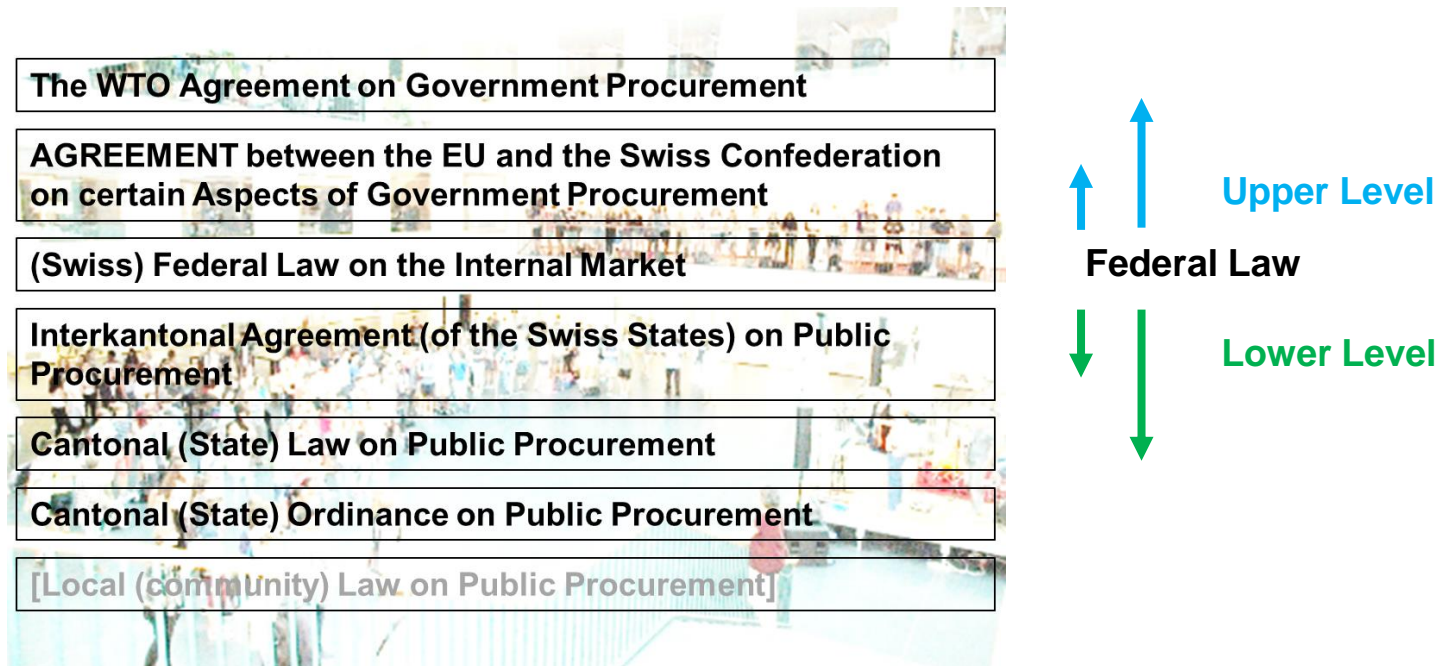 The WTO Agreement on Government Procurement
AGREEMENT between the EU and the Swiss Confederation
on certain Aspects of Government Procurement
Upper Level
(Swiss) Federal Law on the Internal Market
Federal Law
Interkantonal Agreement (of the Swiss States) on Public
Procurement
Lower Level
Cantonal (State) Law on Public Procurement
Cantonal (State) Ordinance on Public Procurement
[Local (community) Law on Public Procurement]